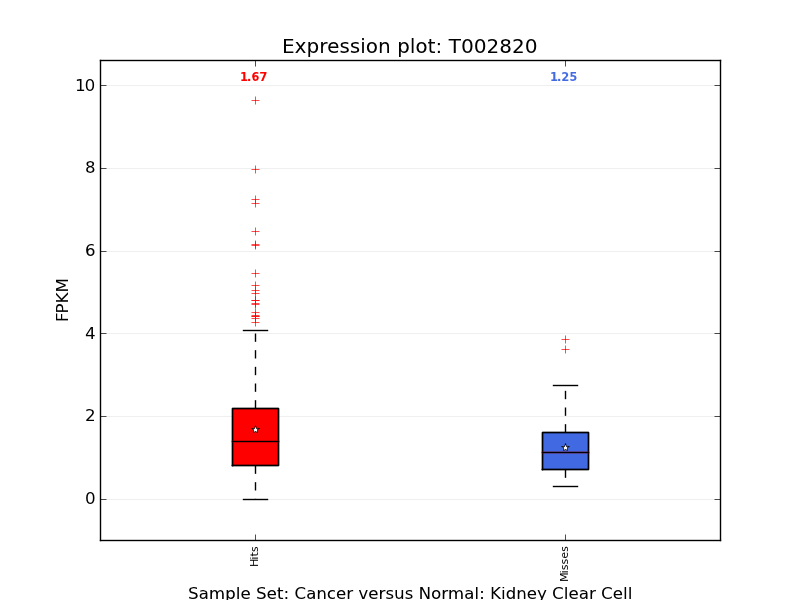 Expression plot: T002820
1.67 1.25
10
8
6
4
2
0
FPKM
Hits
Misses
Sample Set: Cancer versus Normal: Kidney Clear Cell